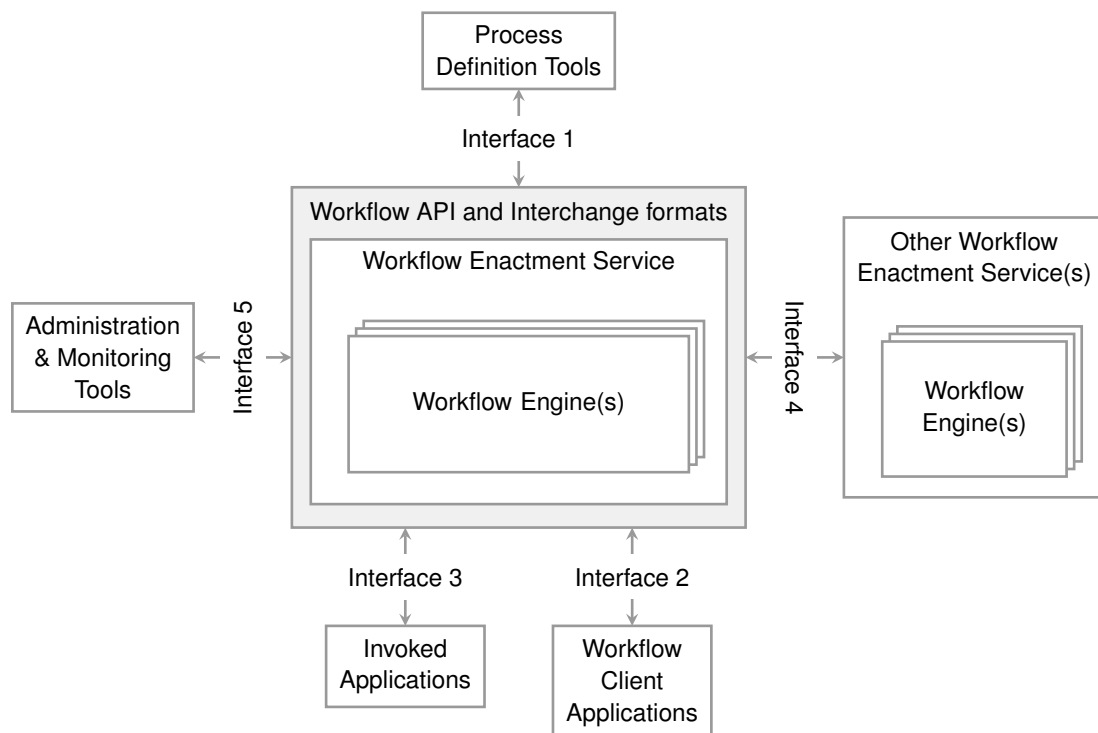 Process
Definition Tools
Interface 1
Workflow API and Interchange formats
Workflow Enactment Service
Workflow Engine(s)
Other Workflow
Enactment Service(s)
Workflow
Engine(s)
Interface 4
Administration
& Monitoring
Tools
Interface 5
Interface 3
Interface 2
Invoked
Applications
Workflow
Client
Applications